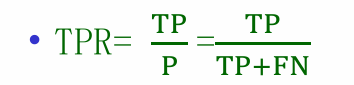 • TPR= TP/P = TP/(TP+FN)